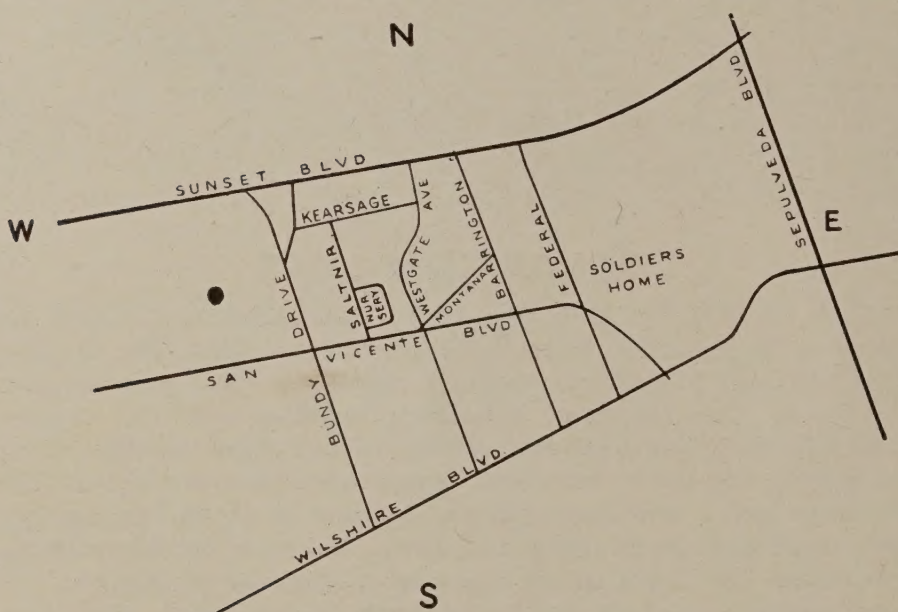 N
SUNSET BLVD
W
KEARSAGE
WESTGATE AVE
BARRINGTON
FEDERAL
SEPULVEDA BLVD
E
SOLDIERS
HOME
BUNDY DRIVE
SALTNIR.
NUR
SERY
MONTANA
SAN VICENTE BLVD
WILSHIRE BLVD.
S